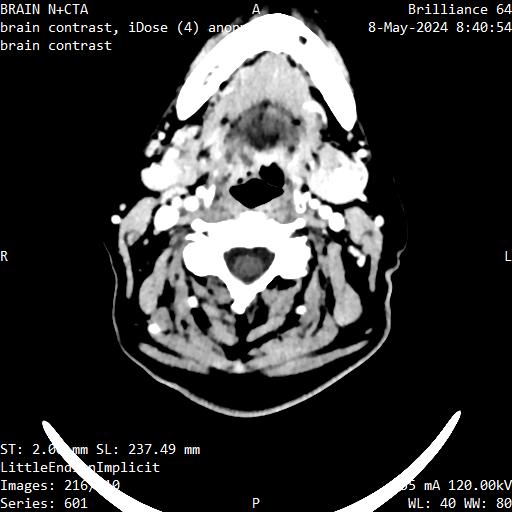 BRAIN N+CTA
A
Brilliance 64
brain contrast, iDose (4)
8-May-2024 8:40:54
brain contrast
R
L
ST: 2.0 mm SL: 237.49 mm
Images: 216/
mA 120.00kV
Series: 601
P
WL: 40 WW: 80